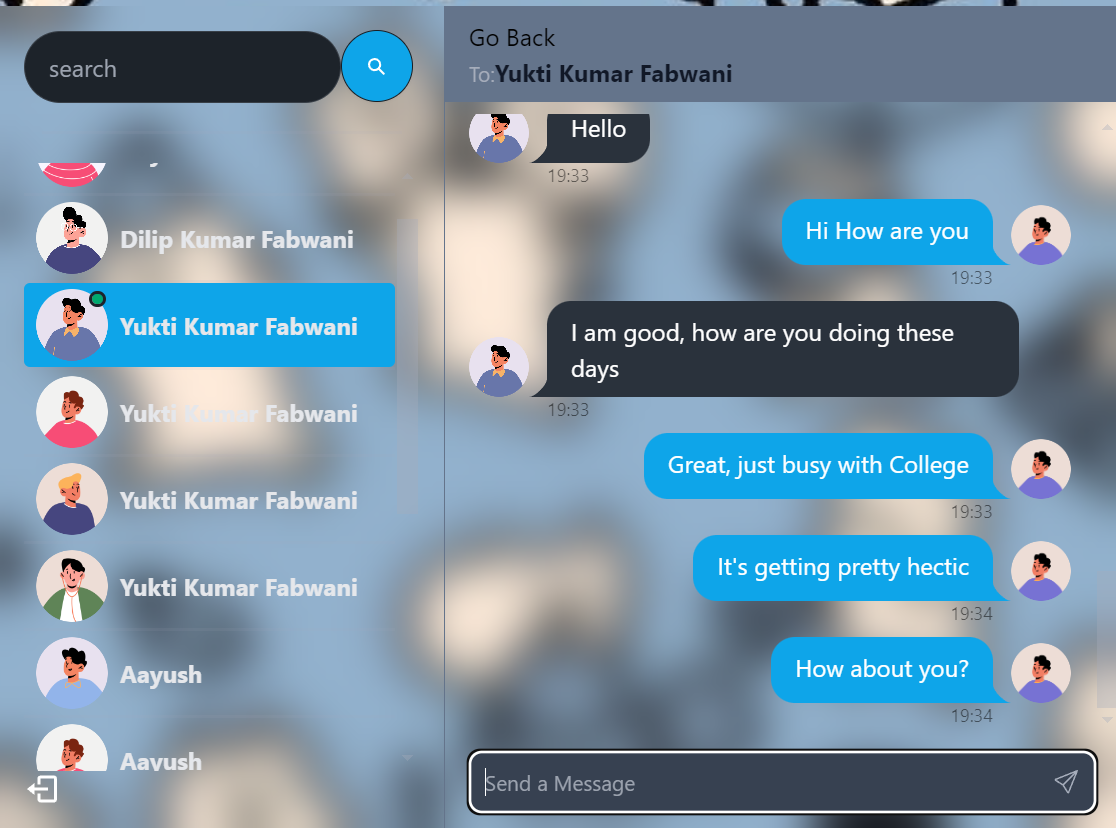 search
Dilip Kumar Fabwani
Yukti Kumar Fabwani
Yukti Kumar Fabwani
Yukti Kumar Fabwani
Yukti Kumar Fabwani
Aayush
Aayush
Go Back
To:Yukti Kumar Fabwani
Hello
19:33
Hi How are you
19:33
I am good, how are you doing these
days
19:33
Great, just busy with College
19:33
It's getting pretty hectic
19:34
How about you?
19:34
Send a Message